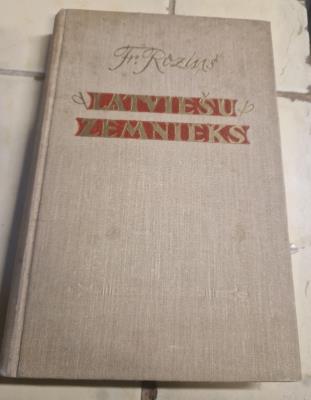 Fr. Roziņš
LATVIEŠU
ZEMNIEKS